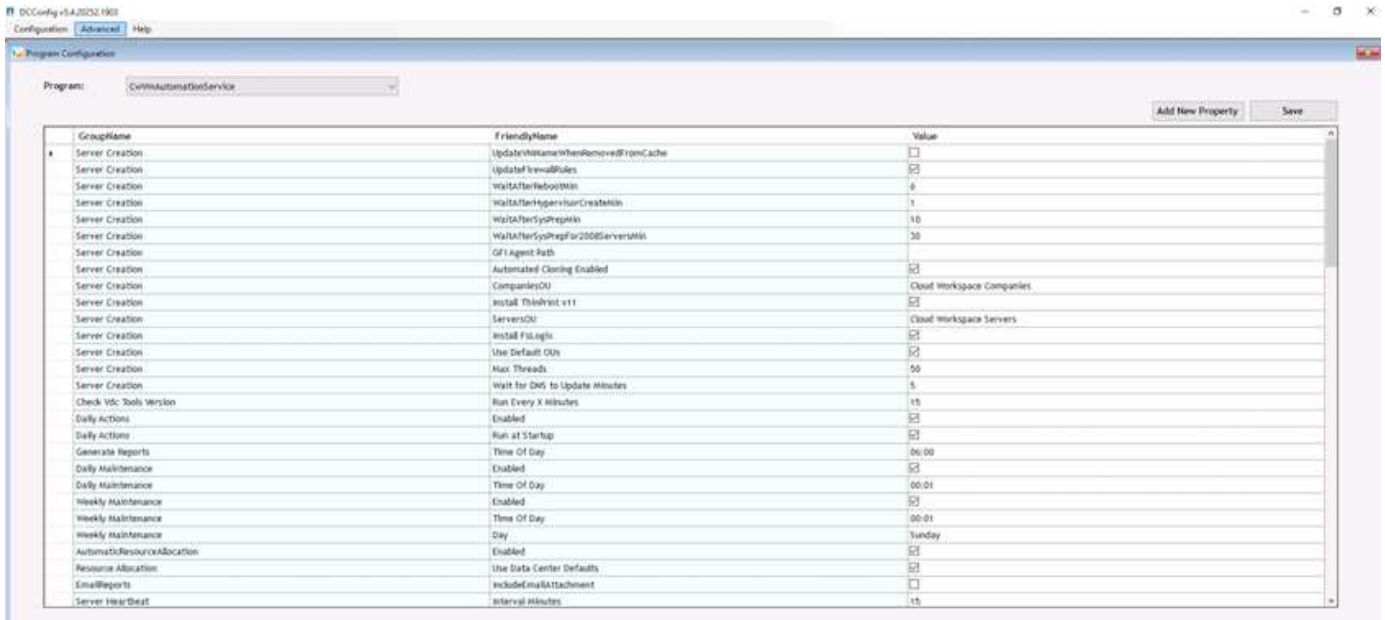 DCConfig v5.4.20252.1903
Configuration Advanced Help
Program Configuration
Program: CwVmAutomationService
Add New Property Save
GroupName FriendlyName Value
Server Creation UpdateVMNameWhenRemovedFromCache
Server Creation UpdateFirewallRules
Server Creation WaitAfterRebootMin 6
Server Creation WaitAfterHypervisorCreateMin 1
Server Creation WaitAfterSysPrepMin 10
Server Creation WaitAfterSysPrepFor2008ServersMin 30
Server Creation GFI Agent Path
Server Creation Automated Cloning Enabled
Server Creation CompaniesOU Cloud Workspace Companies
Server Creation Install ThinPrint v11
Server Creation ServersOU Cloud Workspace Servers
Server Creation Install FsLogix
Server Creation Use Default OUs
Server Creation Max Threads 50
Server Creation Wait for DNS to Update Minutes 5
Check Vdc Tools Version Run Every X Minutes 15
Daily Actions Enabled
Daily Actions Run at Startup
Generate Reports Time Of Day 06:00
Daily Maintenance Enabled
Daily Maintenance Time Of Day 00:01
Weekly Maintenance Enabled
Weekly Maintenance Time Of Day 00:01
Weekly Maintenance Day Sunday
AutomaticResourceAllocation Enabled
Resource Allocation Use Data Center Defaults
EmailReports IncludeEmailAttachment
Server Heartbeat Interval Minutes 15